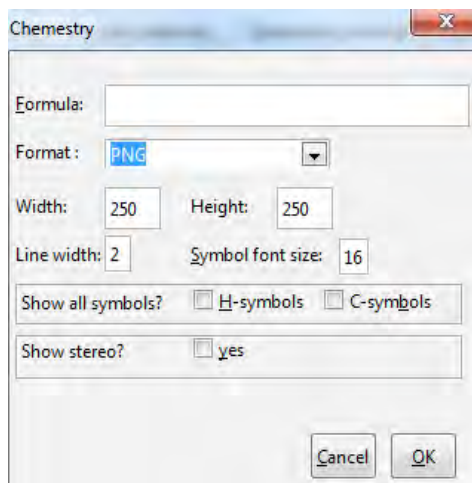 Chemestry
Formula:
Format :
PNG
Width: 250 Height: 250
Line width: 2 Symbol font size: 16
Show all symbols? H-symbols C-symbols
Show stereo? yes
Cancel OK